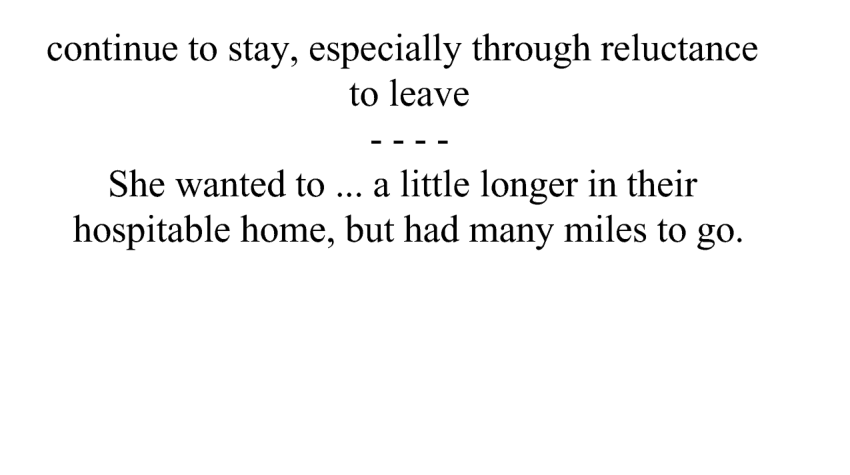 continue to stay, especially through reluctance
to leave
- - - -
She wanted to ... a little longer in their
hospitable home, but had many miles to go.